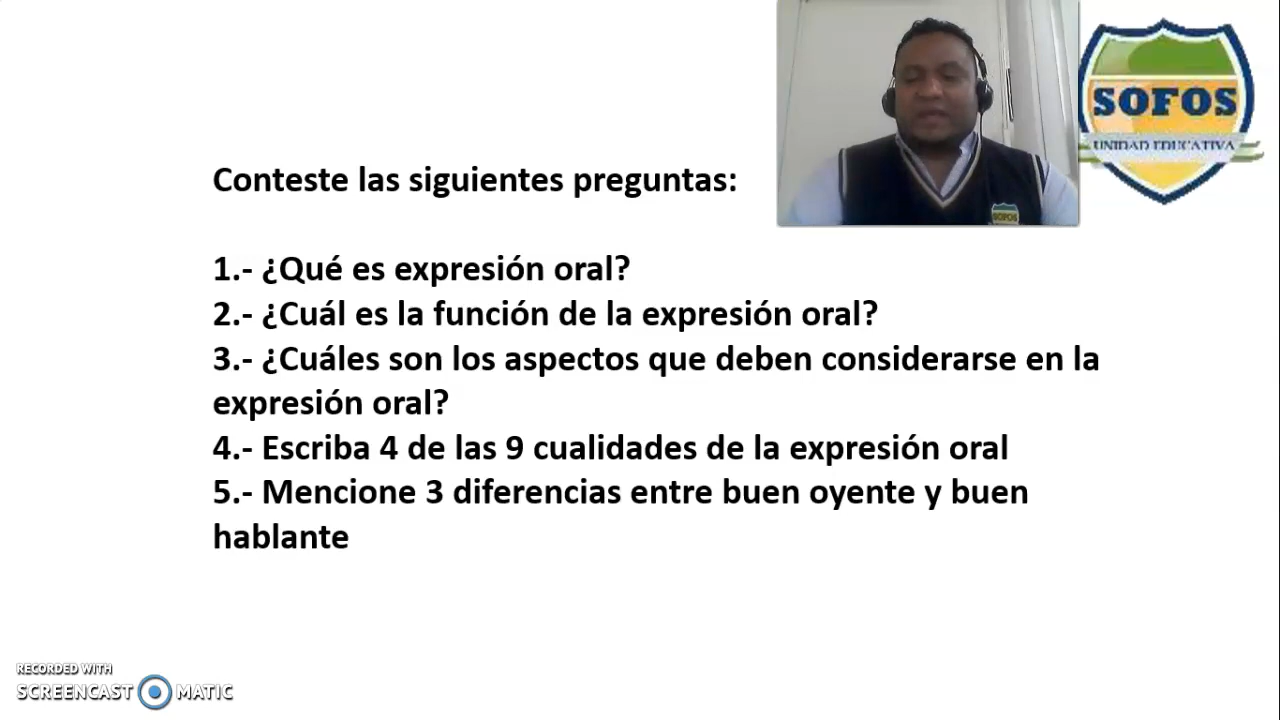 SOFOS
UNIDAD EDUCATIVA
SOFOS
Conteste las siguientes preguntas:
1.- ¿Qué es expresión oral?
2.- ¿Cuál es la función de la expresión oral?
3.- ¿Cuáles son los aspectos que deben considerarse en la
expresión oral?
4.- Escriba 4 de las 9 cualidades de la expresión oral
5.- Mencione 3 diferencias entre buen oyente y buen
hablante
RECORDED WITH
SCREENCAST MATIC